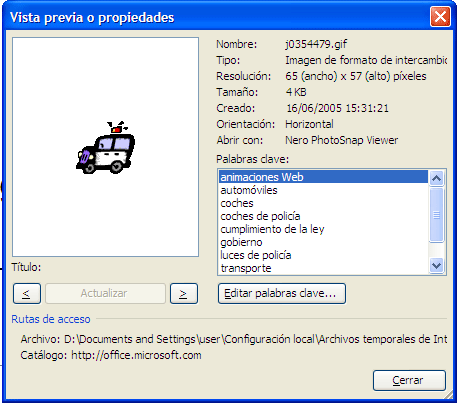 Vista previa o propiedades
Nombre: j0354479.gif
Tipo: Imagen de formato de intercambio
Resolución: 65 (ancho) x 57 (alto) píxeles
Tamaño: 4 KB
Creado: 16/06/2005 15:31:21
Orientación: Horizontal
Abrir con: Nero PhotoSnap Viewer
Palabras clave:
animaciones Web
automóviles
coches
coches de policía
cumplimiento de la ley
gobierno
luces de policía
transporte
Título:
< Actualizar > Editar palabras clave...
Rutas de acceso
Archivo: D:\Documents and Settings\user\Configuración local\Archivos temporales de Int
Catálogo: http://office.microsoft.com
Cerrar